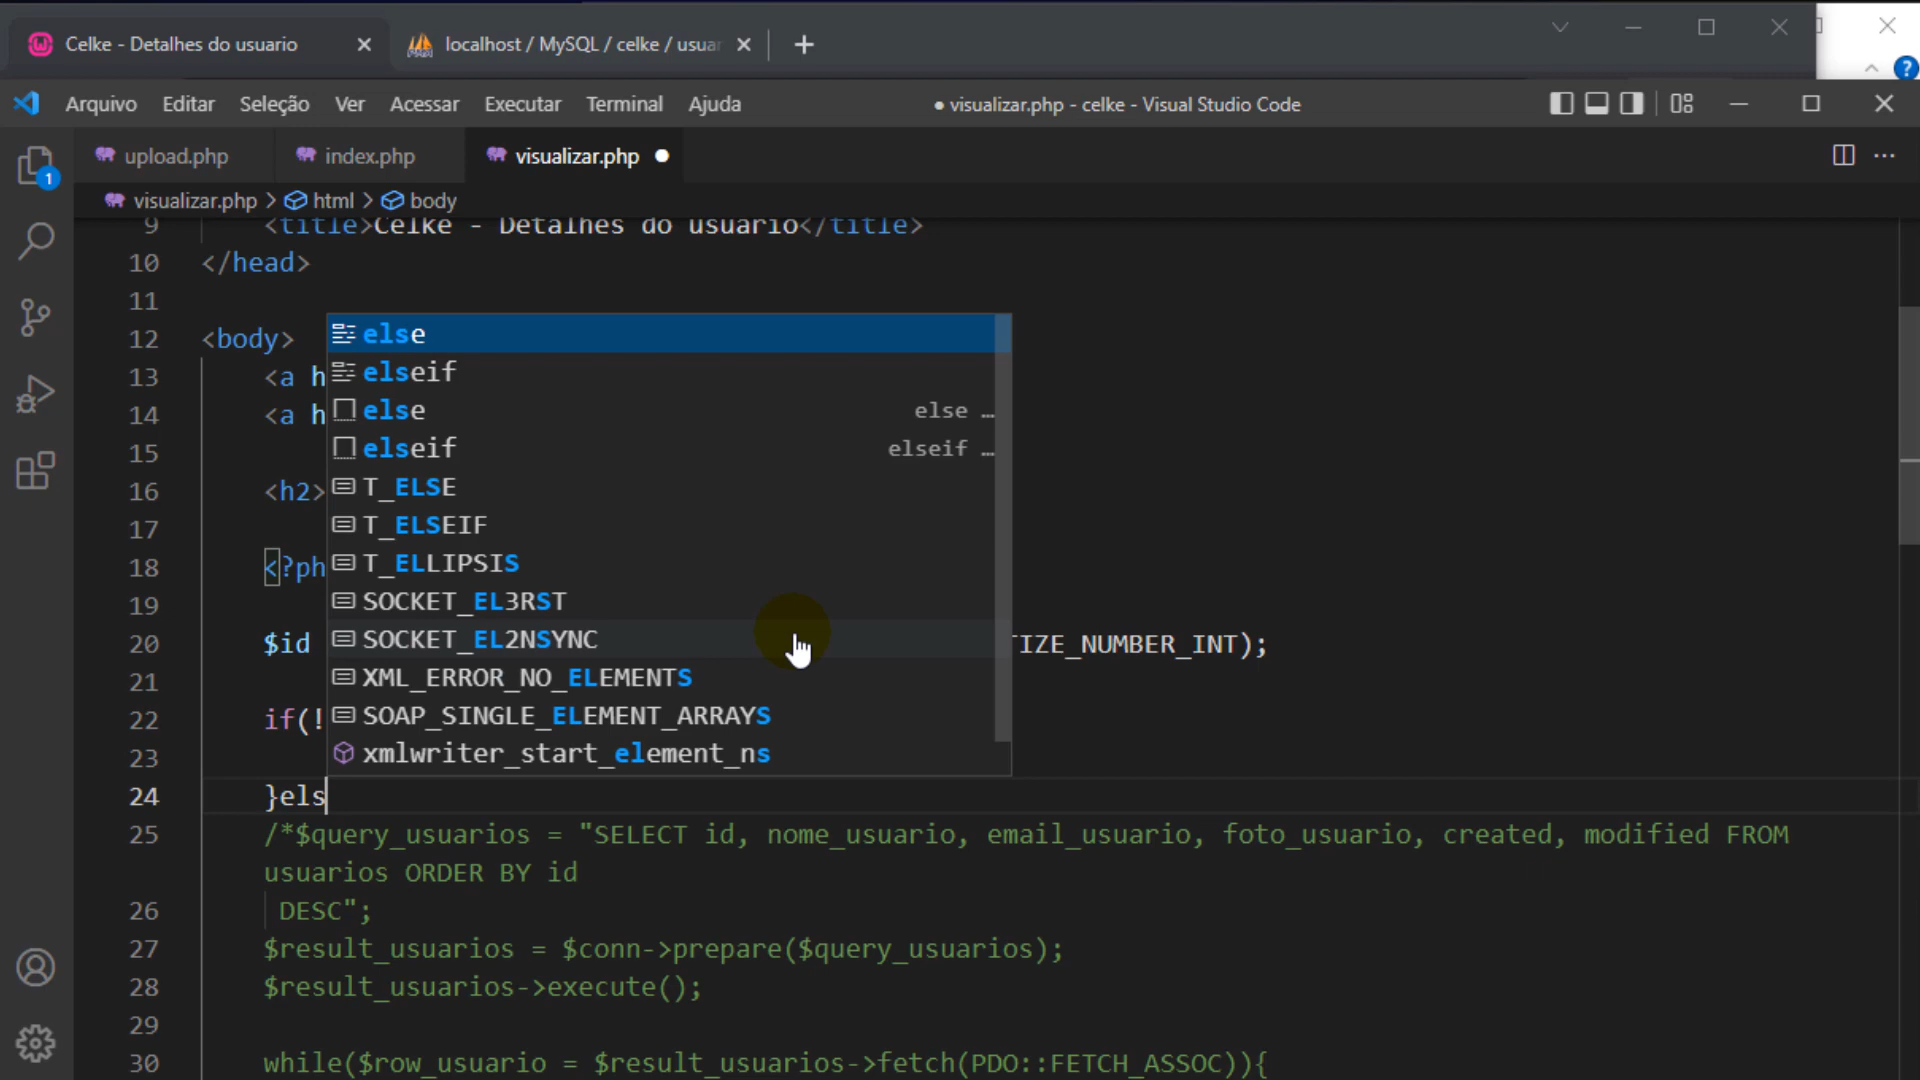 Celke - Detalhes do usuario
localhost / MySQL / celke / usuar
Arquivo Editar Seleção Ver Acessar Executar Terminal Ajuda
● visualizar.php - celke - Visual Studio Code
1
upload.php
index.php
visualizar.php ●
visualizar.php > html > body
9 <title>Celke - Detalhes do usuario</title>
10 </head>
11
12 <body>
13 <a h
14 <a h
15
16 <h2>
17
18 <?ph
19
20 $id TIZE_NUMBER_INT);
21
22 if(!
23
24 }els
else
elseif
else else …
elseif elseif …
T_ELSE
T_ELSEIF
T_ELLIPSIS
SOCKET_EL3RST
SOCKET_EL2NSYNC
XML_ERROR_NO_ELEMENTS
SOAP_SINGLE_ELEMENT_ARRAYS
xmlwriter_start_element_ns
25 /*$query_usuarios = "SELECT id, nome_usuario, email_usuario, foto_usuario, created, modified FROM
usuarios ORDER BY id
26 DESC";
27 $result_usuarios = $conn->prepare($query_usuarios);
28 $result_usuarios->execute();
29
30 while($row_usuario = $result_usuarios->fetch(PDO::FETCH_ASSOC)){